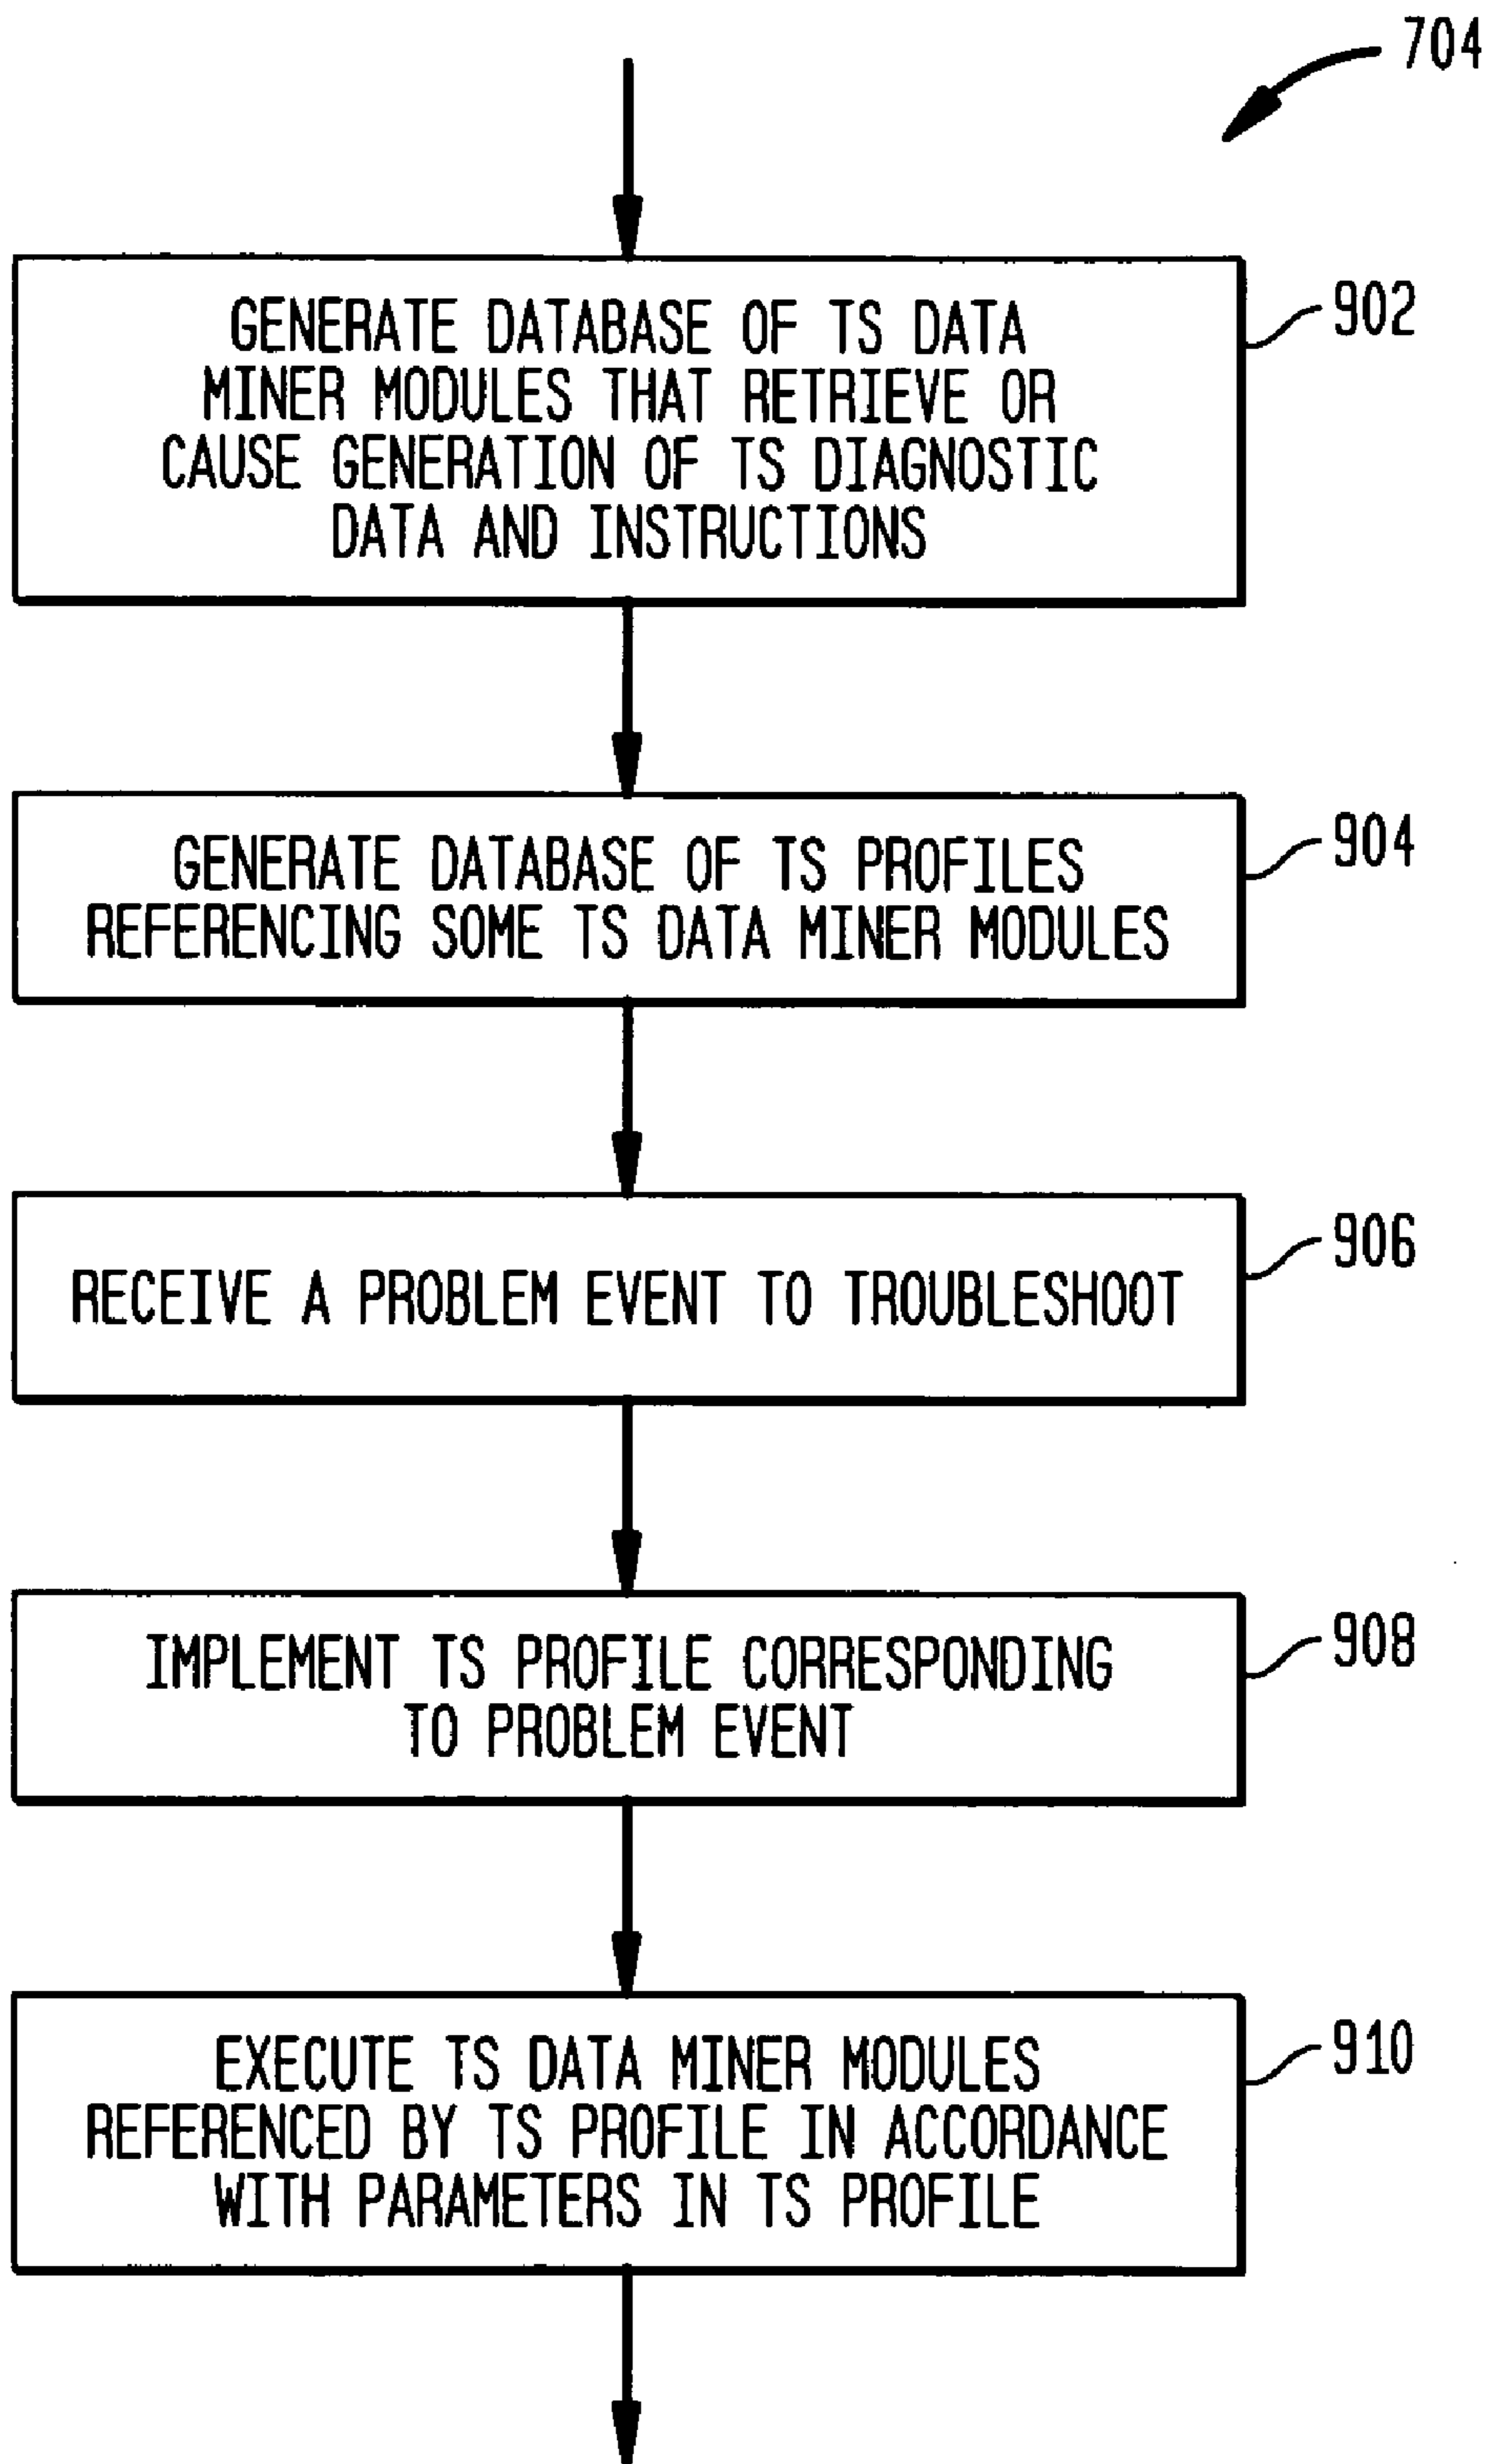 704
GENERATE DATABASE OF TS DATA
MINER MODULES THAT RETRIEVE OR
CAUSE GENERATION OF TS DIAGNOSTIC
DATA AND INSTRUCTIONS
902
GENERATE DATABASE OF TS PROFILES
REFERENCING SOME TS DATA MINER MODULES
904
RECEIVE A PROBLEM EVENT TO TROUBLESHOOT
906
IMPLEMENT TS PROFILE CORRESPONDING
TO PROBLEM EVENT
908
EXECUTE TS DATA MINER MODULES
REFERENCED BY TS PROFILE IN ACCORDANCE
WITH PARAMETERS IN TS PROFILE
910